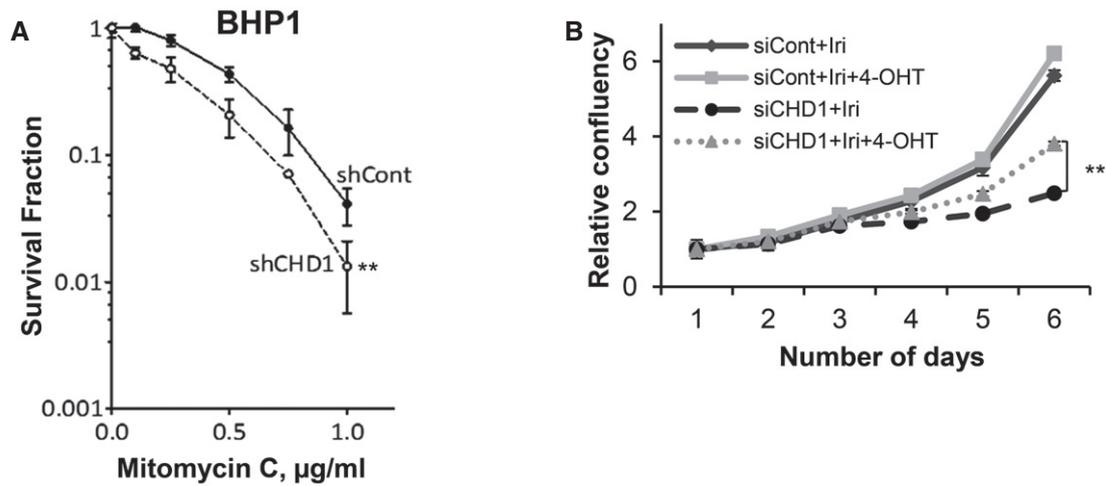 A
BHP1
Survival Fraction
1
0.1
0.01
0.001
shCont
shCHD1
**
0.0
0.5
1.0
Mitomycin C, µg/ml
B
Relative confluency
6
4
2
0
siCont+Iri
siCont+Iri+4-OHT
siCHD1+Iri
siCHD1+Iri+4-OHT
**
1 2 3 4 5 6
Number of days